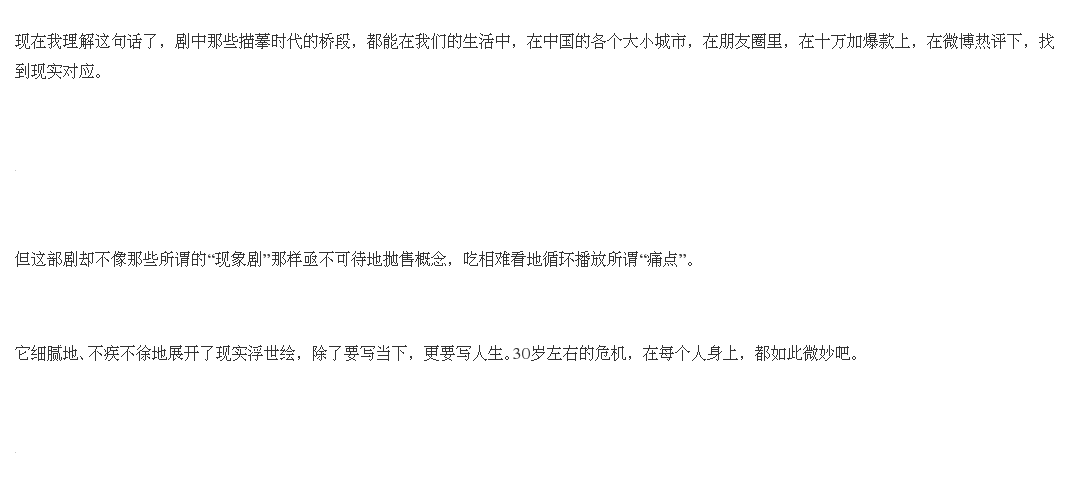 现在我理解这句话了，剧中那些描摹时代的桥段，都能在我们的生活中，在中国的各个大小城市，在朋友圈里，在十万加爆款上，在微博热评下，找
到现实对应。
但这部剧却不像那些所谓的“现象剧”那样亟不可待地抛售概念，吃相难看地循环播放所谓“痛点”。
它细腻地、不疾不徐地展开了现实浮世绘，除了要写当下，更要写人生。30岁左右的危机，在每个人身上，都如此微妙吧。